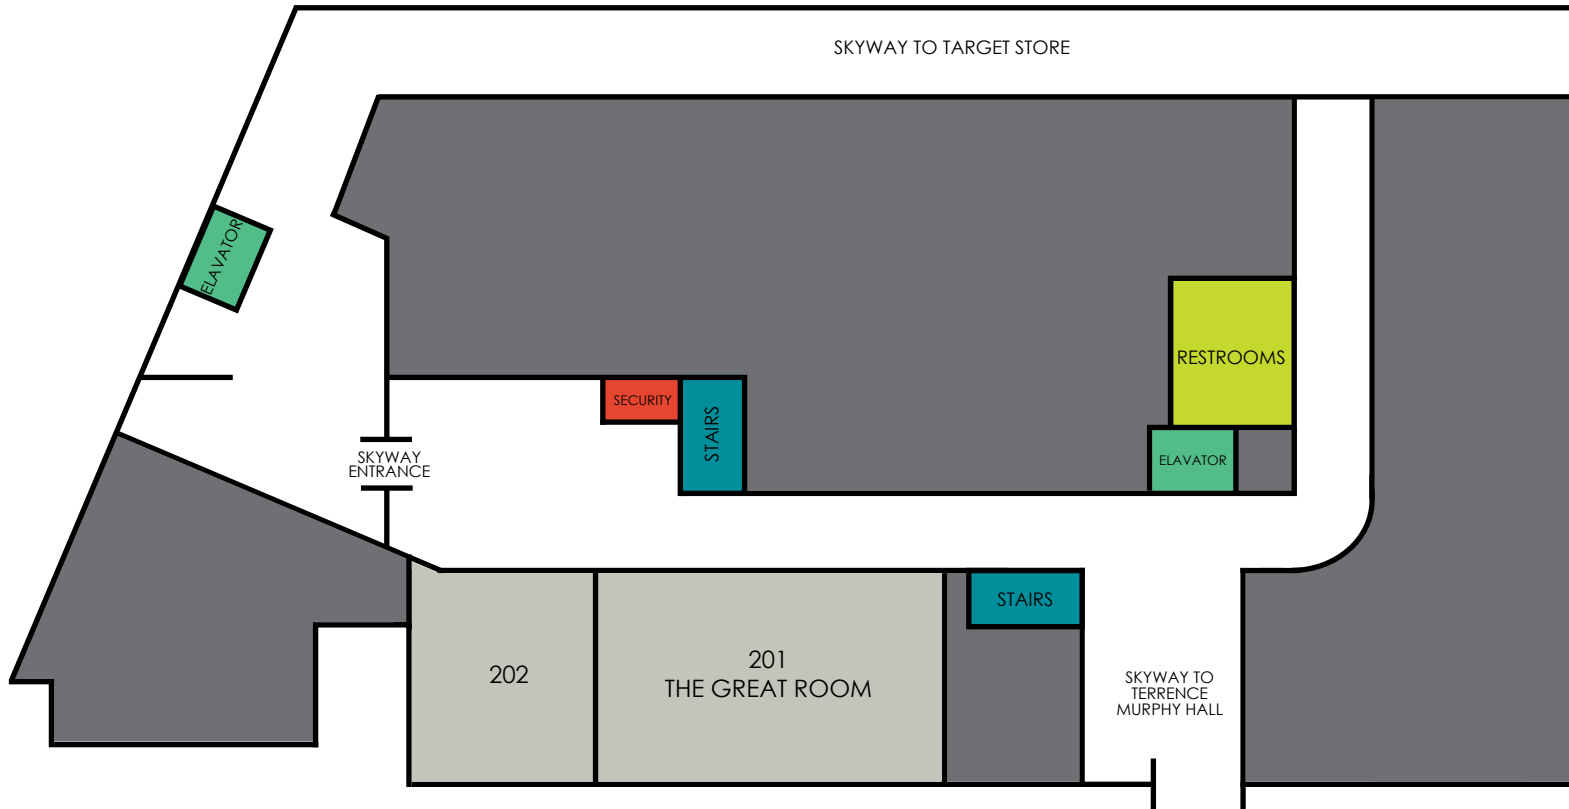 SKYWAY TO TARGET STORE
ELAVATOR
RESTROOMS
SECURITY
STAIRS
SKYWAY
ENTRANCE
ELAVATOR
STAIRS
202
201
THE GREAT ROOM
SKYWAY TO
TERRENCE
MURPHY HALL